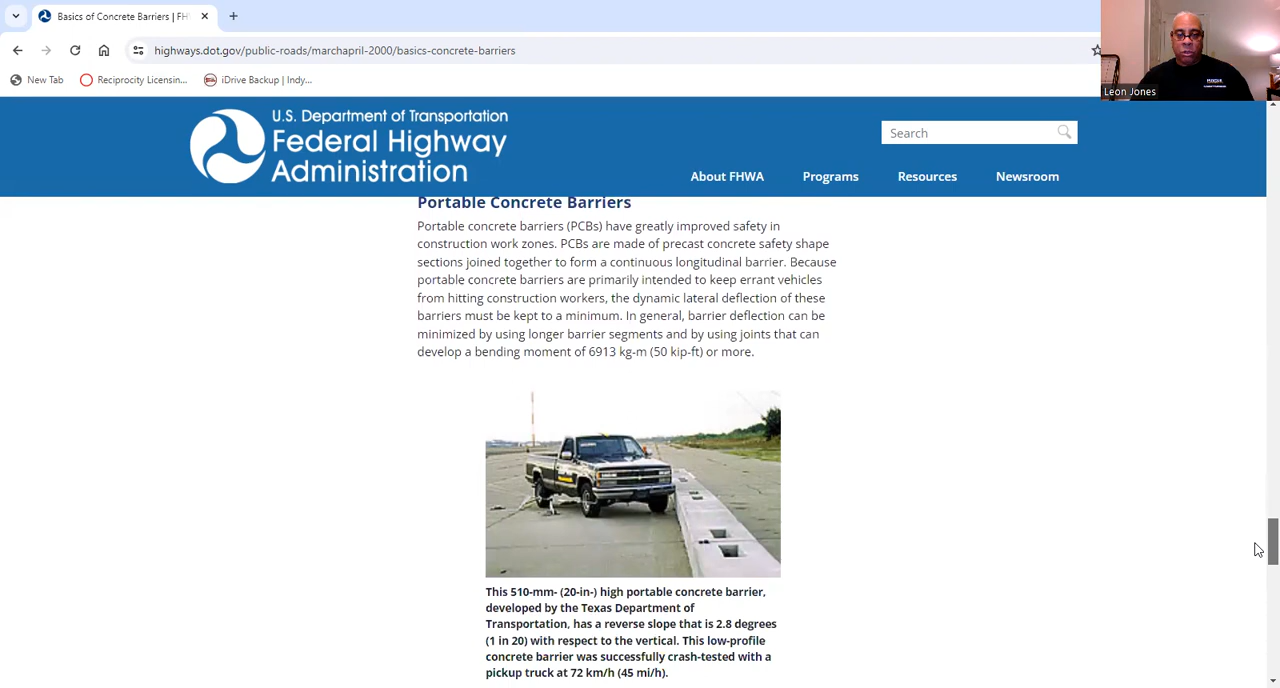 Basics of Concrete Barriers | FH
highways.dot.gov/public-roads/marchapril-2000/basics-concrete-barriers
New Tab
Reciprocity Licensin...
iDrive Backup | Indy...
Leon Jones
U.S. Department of Transportation
Federal Highway
Administration
Search
About FHWA
Programs
Resources
Newsroom
Portable Concrete Barriers
Portable concrete barriers (PCBs) have greatly improved safety in
construction work zones. PCBs are made of precast concrete safety shape
sections joined together to form a continuous longitudinal barrier. Because
portable concrete barriers are primarily intended to keep errant vehicles
from hitting construction workers, the dynamic lateral deflection of these
barriers must be kept to a minimum. In general, barrier deflection can be
minimized by using longer barrier segments and by using joints that can
develop a bending moment of 6913 kg-m (50 kip-ft) or more.
This 510-mm- (20-in-) high portable concrete barrier,
developed by the Texas Department of
Transportation, has a reverse slope that is 2.8 degrees
(1 in 20) with respect to the vertical. This low-profile
concrete barrier was successfully crash-tested with a
pickup truck at 72 km/h (45 mi/h).